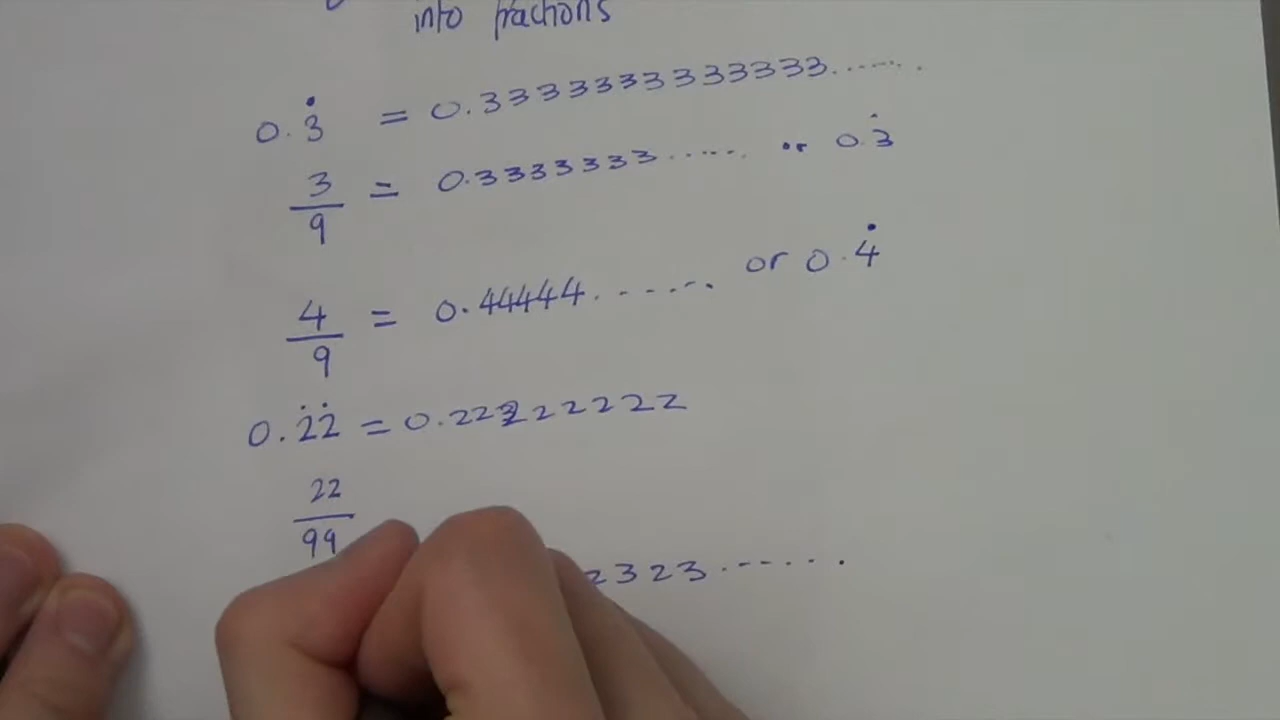 into fractions
0.3̇ = 0.3333333333333.......
3/9 = 0.3333333...... or 0.3̇
4/9 = 0.44444....... or 0.4̇
0.2̇2̇ = 0.222222222
22/99
2323.......